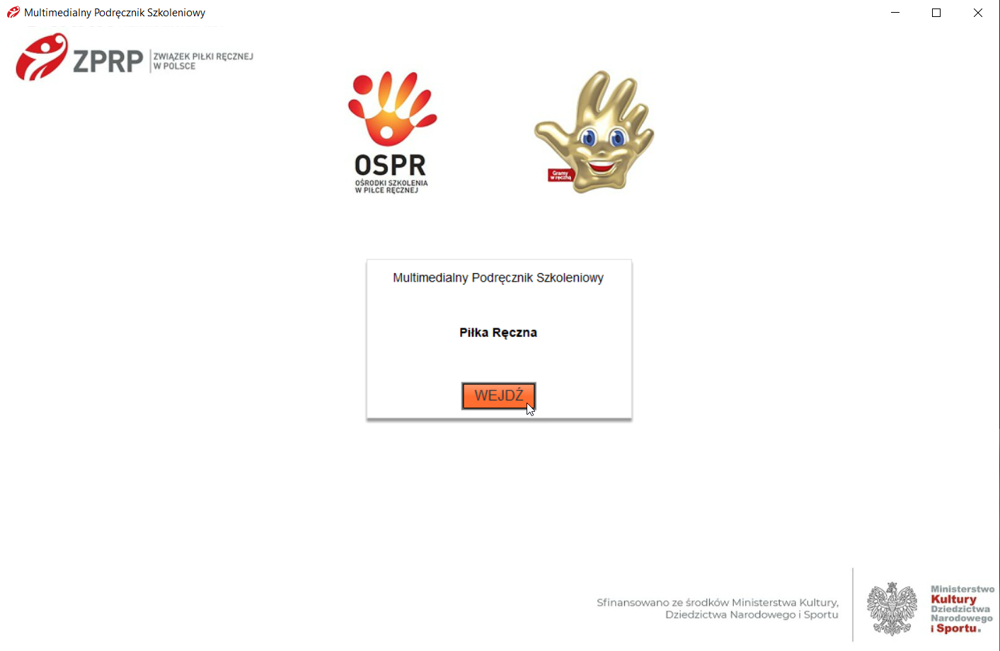 Multimedialny Podręcznik Szkoleniowy
ZPRP
ZWIĄZEK PIŁKI RĘCZNEJ
W POLSCE
OSPR
OŚRODKI SZKOLENIA
W PIŁCE RĘCZNEJ
Gramy
w ręczną
Multimedialny Podręcznik Szkoleniowy
Piłka Ręczna
WEJDŹ
Sfinansowano ze środków Ministerstwa Kultury,
Dziedzictwa Narodowego i Sportu
Ministerstwo
Kultury
Dziedzictwa
Narodowego
i Sportu.